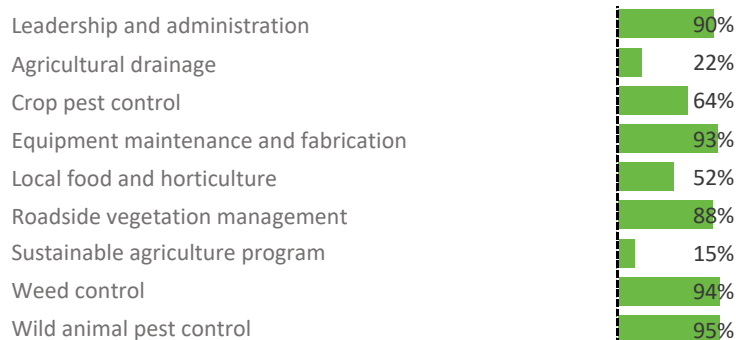 Leadership and administration 90%
Agricultural drainage 22%
Crop pest control 64%
Equipment maintenance and fabrication 93%
Local food and horticulture 52%
Roadside vegetation management 88%
Sustainable agriculture program 15%
Weed control 94%
Wild animal pest control 95%